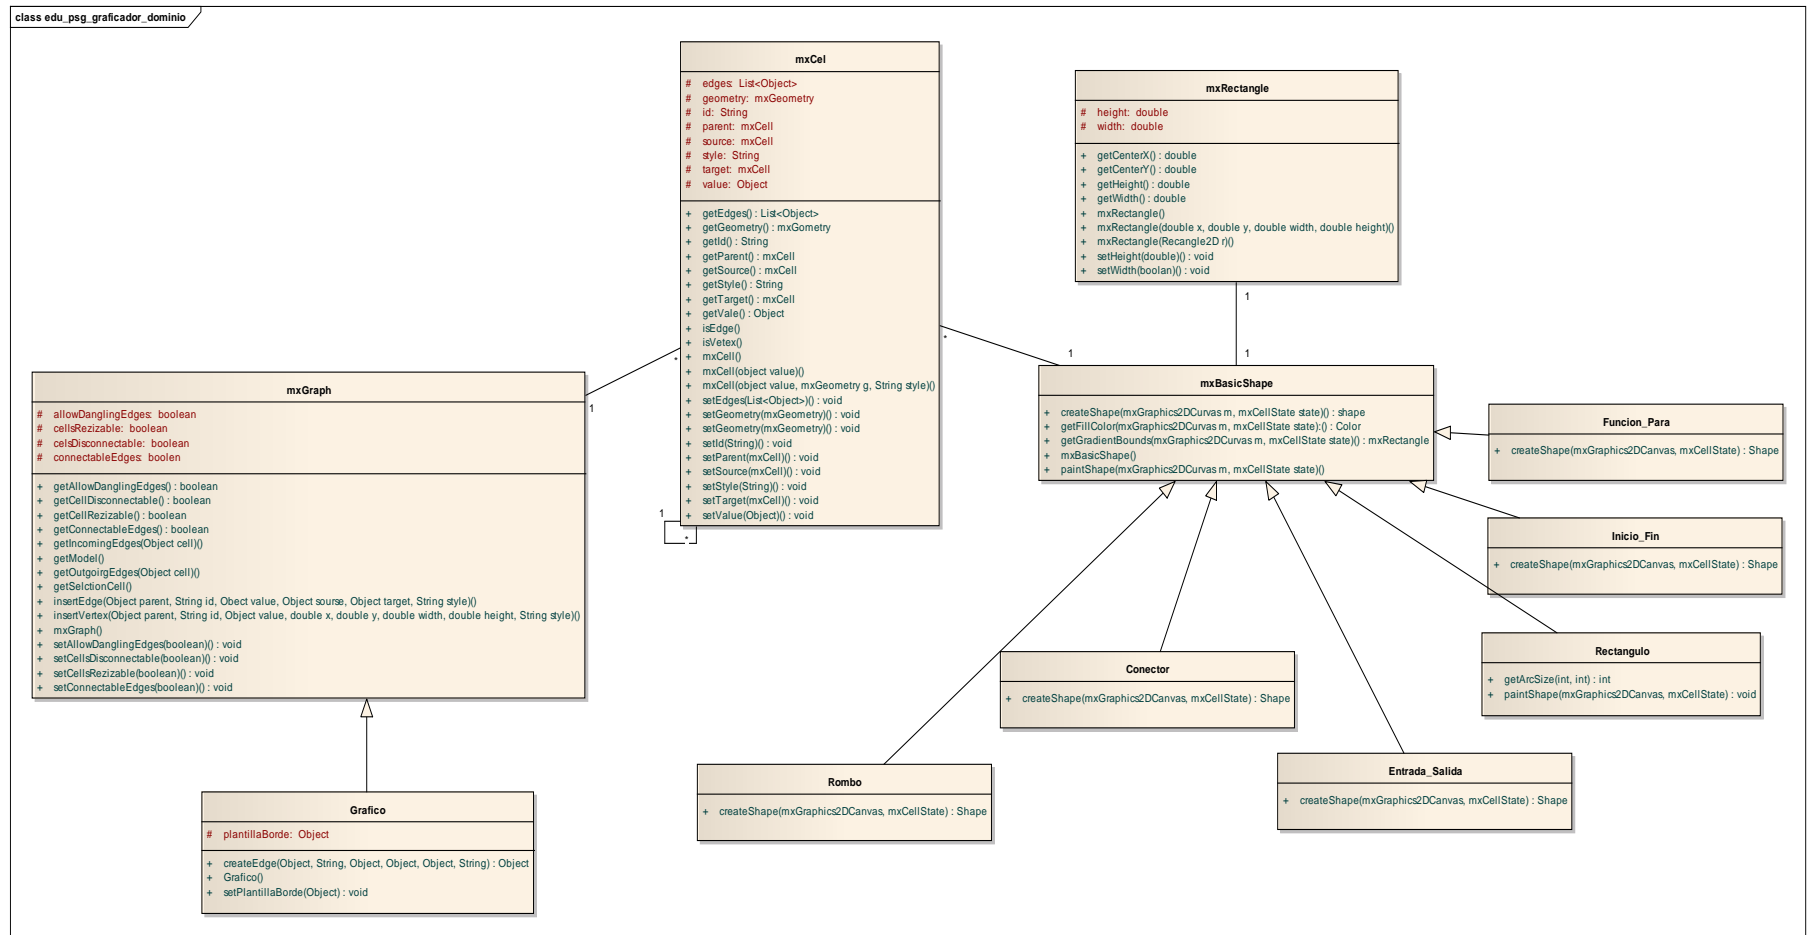 class edu_psg_graficador_dominio
mxCel
# edges: List<Object>
# geometry: mxGeometry
# id: String
# parent: mxCell
# source: mxCell
# style: String
# target: mxCell
# value: Object
+ getEdges() : List<Object>
+ getGeometry() : mxGometry
+ getId() : String
+ getParent() : mxCell
+ getSource() : mxCell
+ getStyle() : String
+ getTarget() : mxCell
+ getVale() : Object
+ isEdge()
+ isVetex()
+ mxCell()
+ mxCell(object value)()
+ mxCell(object value, mxGeometry g, String style)()
+ setEdges(List<Object>)() : void
+ setGeometry(mxGeometry)() : void
+ setGeometry(mxGeometry)() : void
+ setId(String)() : void
+ setParent(mxCell)() : void
+ setSource(mxCell)() : void
+ setStyle(String)() : void
+ setTarget(mxCell)() : void
+ setValue(Object)() : void
1
*
mxRectangle
# height: double
# width: double
+ getCenterX() : double
+ getCenterY() : double
+ getHeight() : double
+ getWidth() : double
+ mxRectangle()
+ mxRectangle(double x, double y, double width, double height)()
+ mxRectangle(Recangle2D r)()
+ setHeight(double)() : void
+ setWidth(boolan)() : void
1
1
*
1
*
1
mxGraph
# allowDanglingEdges: boolean
# cellsRezizable: boolean
# celsDisconnectable: boolean
# connectableEdges: boolen
+ getAllowDanglingEdges() : boolean
+ getCellDisconnectable() : boolean
+ getCellRezizable() : boolean
+ getConnectableEdges() : boolean
+ getIncomingEdges(Object cell)()
+ getModel()
+ getOutgoirgEdges(Object cell)()
+ getSelctionCell()
+ insertEdge(Object parent, String id, Obect value, Object sourse, Object target, String style)()
+ insertVertex(Object parent, String id, Object value, double x, double y, double width, double height, String style)()
+ mxGraph()
+ setAllowDanglingEdges(boolean)() : void
+ setCellsDisconnectable(boolean)() : void
+ setCellsRezizable(boolean)() : void
+ setConnectableEdges(boolean)() : void
mxBasicShape
+ createShape(mxGraphics2DCurvas m, mxCellState state)() : shape
+ getFillColor(mxGraphics2DCurvas m, mxCellState state):() : Color
+ getGradientBounds(mxGraphics2DCurvas m, mxCellState state)() : mxRectangle
+ mxBasicShape()
+ paintShape(mxGraphics2DCurvas m, mxCellState state)()
Funcion_Para
+ createShape(mxGraphics2DCanvas, mxCellState) : Shape
Inicio_Fin
+ createShape(mxGraphics2DCanvas, mxCellState) : Shape
Rectangulo
+ getArcSize(int, int) : int
+ paintShape(mxGraphics2DCanvas, mxCellState) : void
Conector
+ createShape(mxGraphics2DCanvas, mxCellState) : Shape
Entrada_Salida
+ createShape(mxGraphics2DCanvas, mxCellState) : Shape
Rombo
+ createShape(mxGraphics2DCanvas, mxCellState) : Shape
Grafico
# plantillaBorde: Object
+ createEdge(Object, String, Object, Object, Object, String) : Object
+ Grafico()
+ setPlantillaBorde(Object) : void